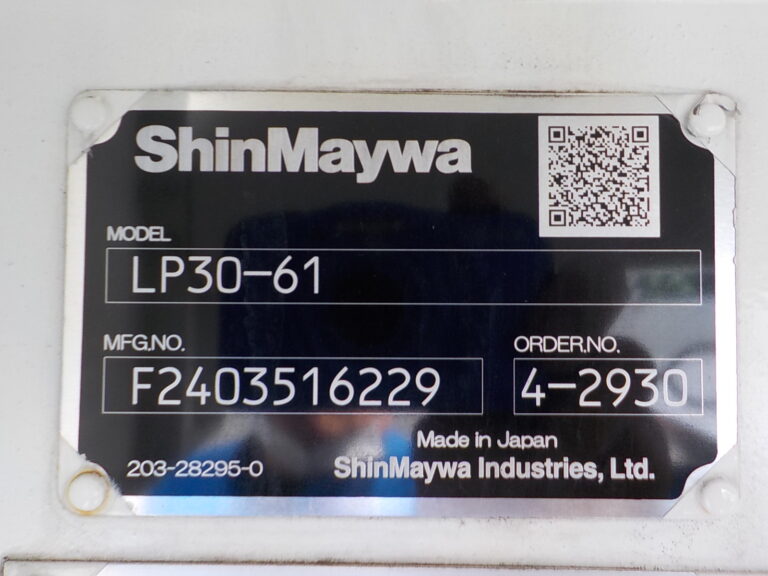 ShinMaywa
MODEL
LP30-61
MFG.NO.
ORDER.NO.
F2403516229
4-2930
Made in Japan
203-28295-0
ShinMaywa Industries, Ltd.